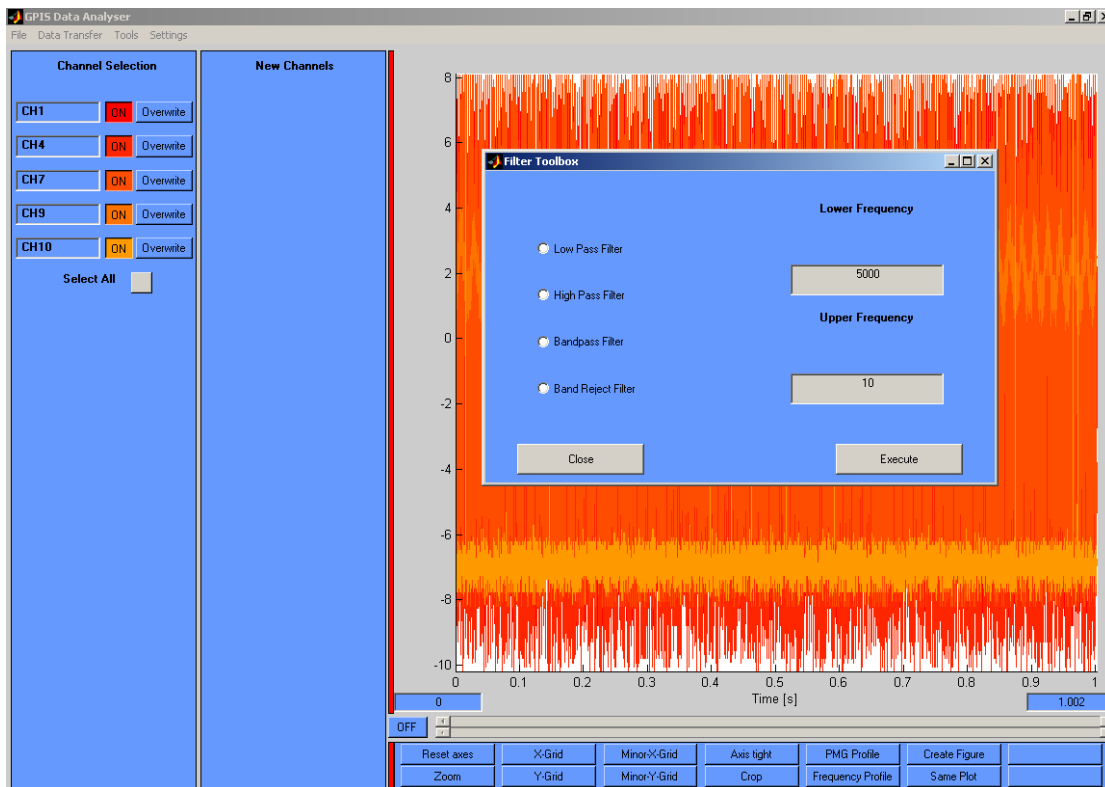 GPIS Data Analyser
File Data Transfer Tools Settings
Channel Selection
CH1 ON Overwrite
CH4 ON Overwrite
CH7 ON Overwrite
CH9 ON Overwrite
CH10 ON Overwrite
Select All
New Channels
8
6
4
2
0
-2
-4
-6
-8
-10
0 0.1 0.2 0.3 0.4 0.5 0.6 0.7 0.8 0.9 1
Time [s]
0
1.002
Filter Toolbox
Low Pass Filter
High Pass Filter
Bandpass Filter
Band Reject Filter
Lower Frequency
5000
Upper Frequency
10
Close Execute
OFF
Reset axes X-Grid Minor-X-Grid Axis tight PMG Profile Create Figure
Zoom Y-Grid Minor-Y-Grid Crop Frequency Profile Same Plot